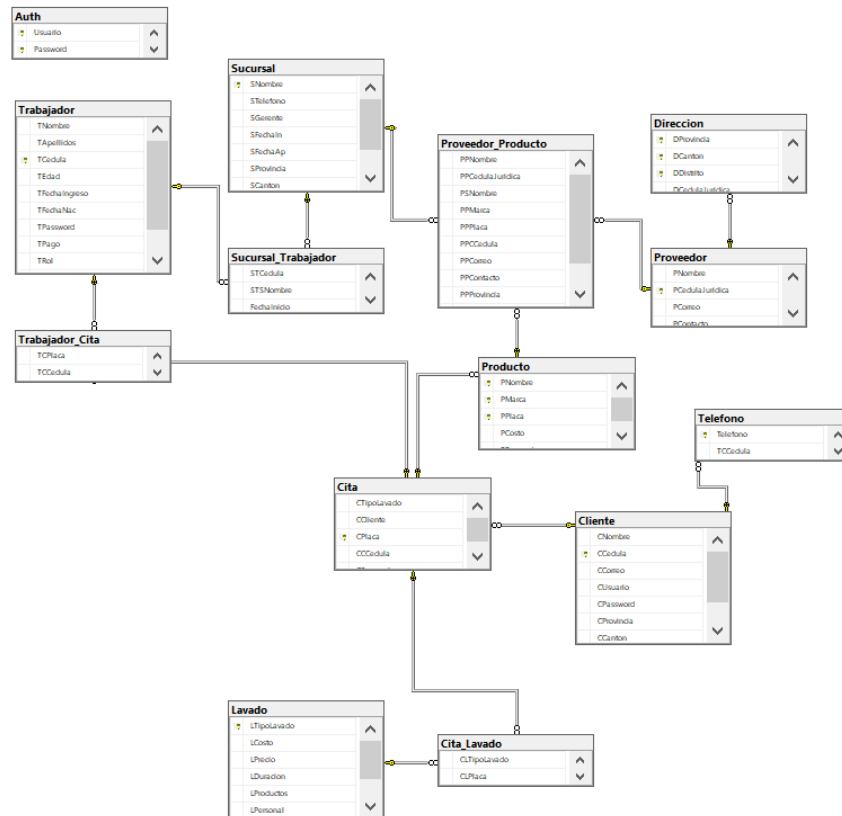 Auth
Usuario
Password
Sucursal
SNombre
STelefono
SGerente
SFechaIn
SFechaAp
SProvincia
SCanton
Trabajador
TNombre
TApellidos
TCedula
TEdad
TFechaIngreso
TFechaNac
TPassword
TPago
TRol
Proveedor_Producto
PPNombre
PPCedulaJuridica
PSNombre
PPMarca
PPPlaca
PPCCedula
PPCorreo
PPContacto
PPProvincia
Direccion
DProvincia
DCanton
DDistrito
DCedulaJuridica
Sucursal_Trabajador
STCedula
STSNombre
FechaInicio
Proveedor
PNombre
PCedulaJuridica
PCorreo
PContacto
Trabajador_Cita
TCPlaca
TCCedula
Producto
PNombre
PMarca
PPlaca
PCosto
Telefono
Telefono
TCCedula
Cita
CTipoLavado
CCliente
CPlaca
CCCedula
Cliente
CNombre
CCedula
CCorreo
CUsuario
CPassword
CProvincia
CCanton
Lavado
LTipoLavado
LCosto
LPrecio
LDuracion
LProductos
LPersonal
Cita_Lavado
CLTipoLavado
CLPlaca